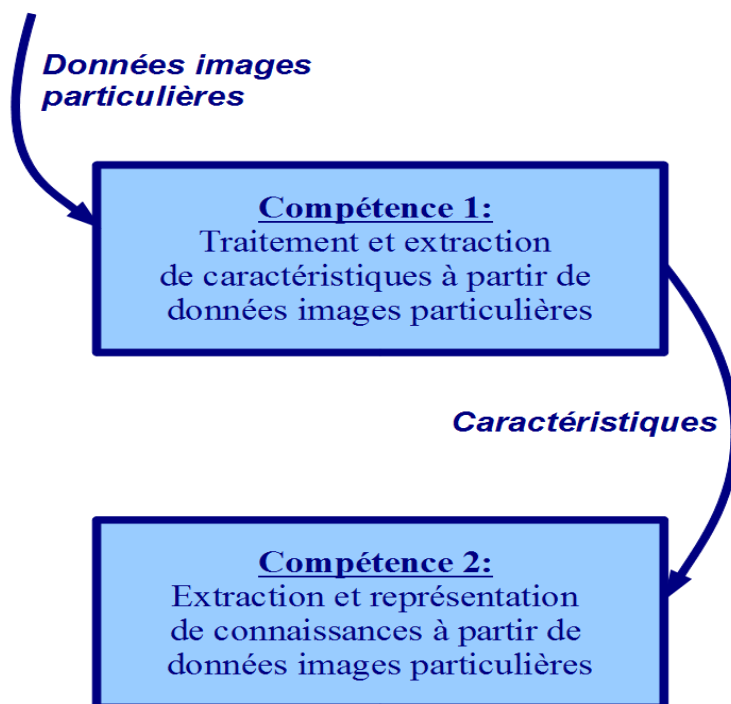 Données images
particulières
Compétence 1:
Traitement et extraction
de caractéristiques à partir de
données images particulières
Caractéristiques
Compétence 2:
Extraction et représentation
de connaissances à partir de
données images particulières